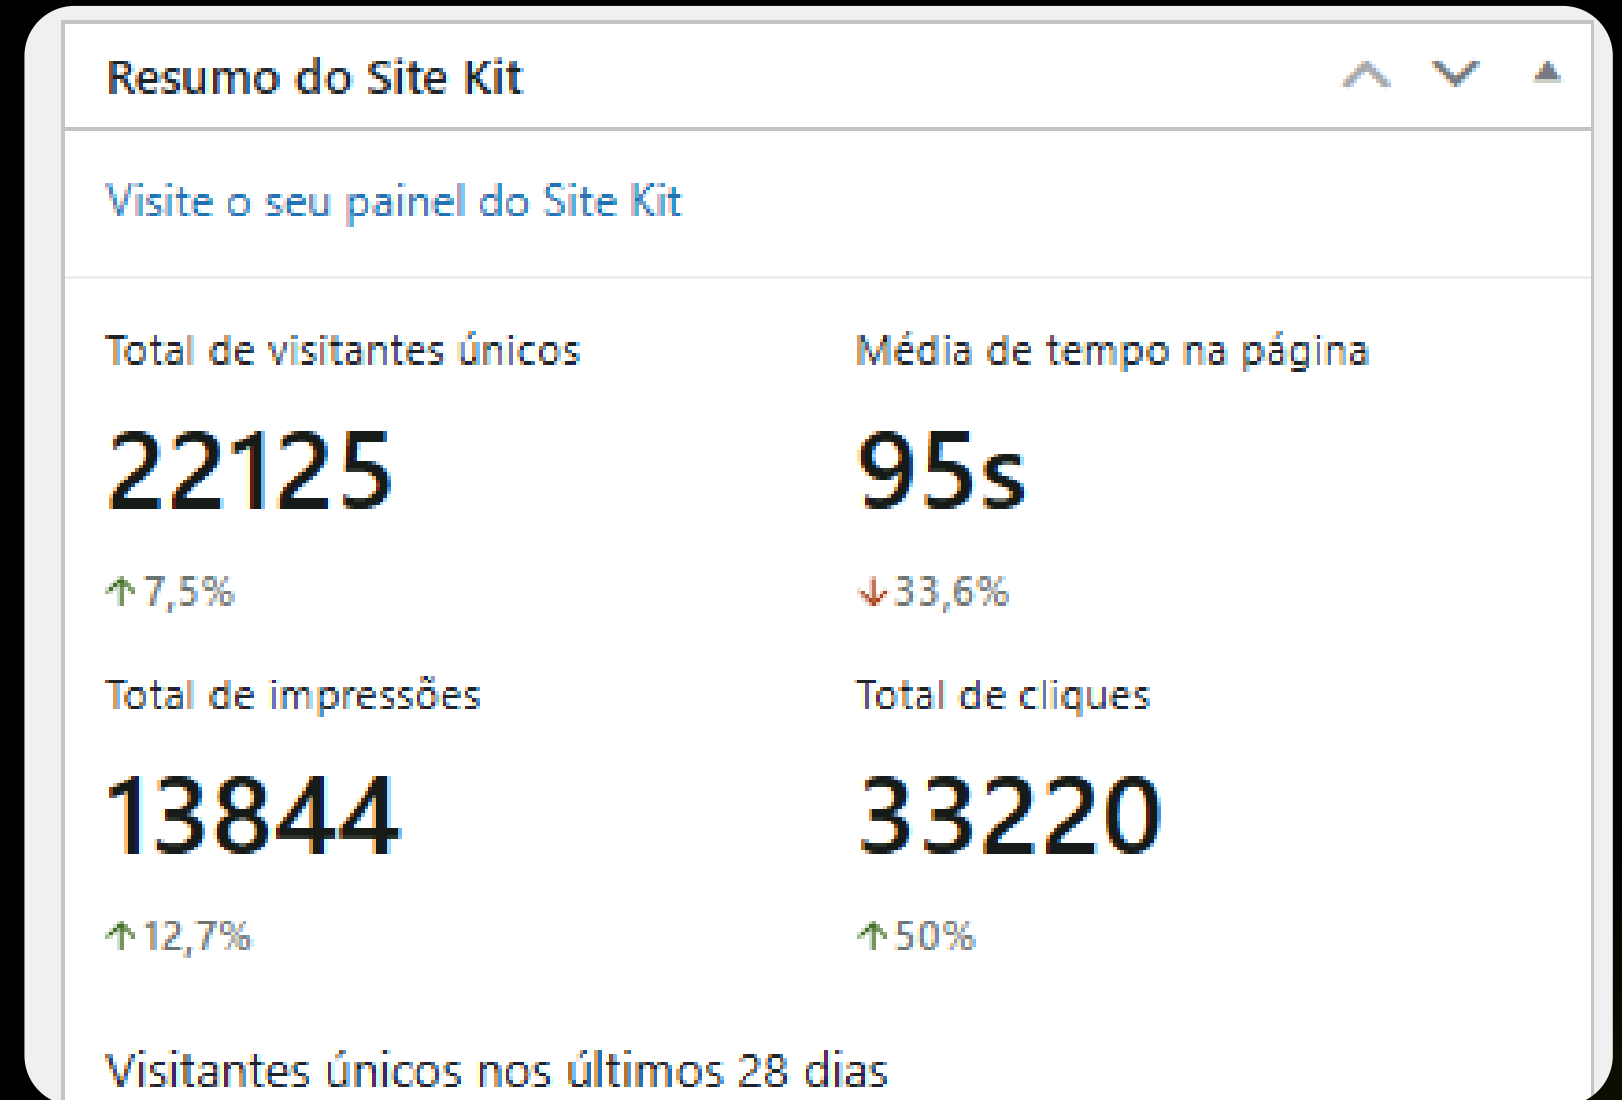 Resumo do Site Kit
Visite o seu painel do Site Kit
Total de visitantes únicos
22125
↑7,5%
Média de tempo na página
95s
↓33,6%
Total de impressões
13844
↑12,7%
Total de cliques
33220
↑50%
Visitantes únicos nos últimos 28 dias